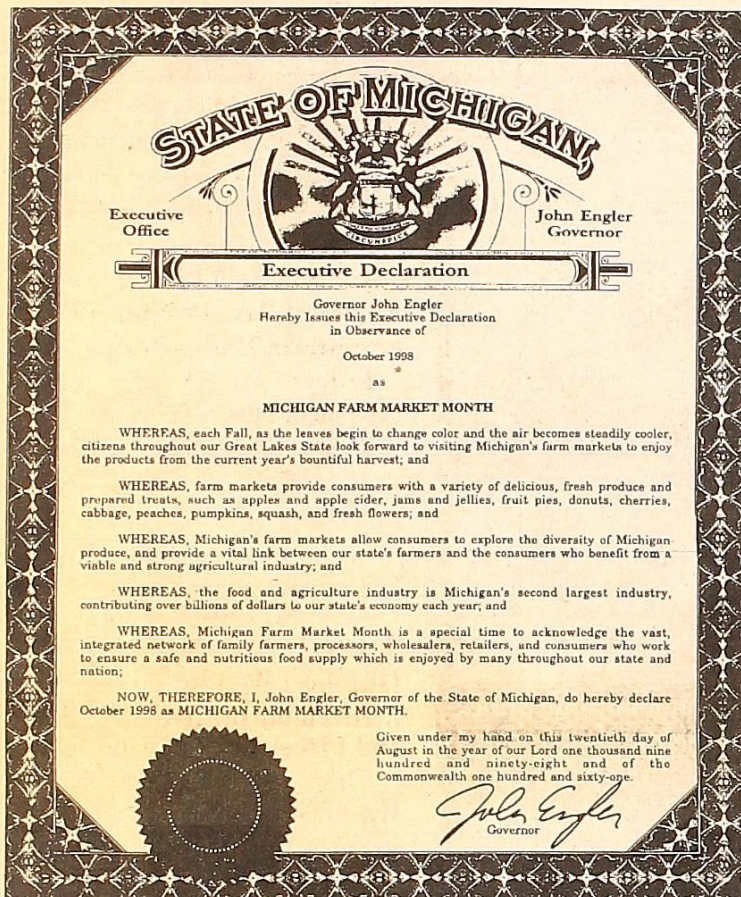 STATE OF MICHIGAN,
Executive
Office
John Engler
Governor
CIRCUMSPICE
Executive Declaration
Governor John Engler
Hereby Issues this Executive Declaration
in Observance of
October 1998
as
MICHIGAN FARM MARKET MONTH
WHEREAS, each Fall, as the leaves begin to change color and the air becomes steadily cooler,
citizens throughout our Great Lakes State look forward to visiting Michigan's farm markets to enjoy
the products from the current year's bountiful harvest; and
WHEREAS, farm markets provide consumers with a variety of delicious, fresh produce and
prepared treats, such as apples and apple cider, jams and jellies, fruit pies, donuts, cherries,
cabbage, peaches, pumpkins, squash, and fresh flowers; and
WHEREAS, Michigan's farm markets allow consumers to explore the diversity of Michigan
produce, and provide a vital link between our state's farmers and the consumers who benefit from a
viable and strong agricultural industry; and
WHEREAS, the food and agriculture industry is Michigan's second largest industry,
contributing over billions of dollars to our state's economy each year; and
WHEREAS, Michigan Farm Market Month is a special time to acknowledge the vast,
integrated network of family farmers, processors, wholesalers, retailers, and consumers who work
to ensure a safe and nutritious food supply which is enjoyed by many throughout our state and
nation;
NOW, THEREFORE, I, John Engler, Governor of the State of Michigan, do hereby declare
October 1998 as MICHIGAN FARM MARKET MONTH.
Given under my hand on this twentieth day of
August in the year of our Lord one thousand nine
hundred and ninety-eight and of the
Commonwealth one hundred and sixty-one.
John Engler
Governor